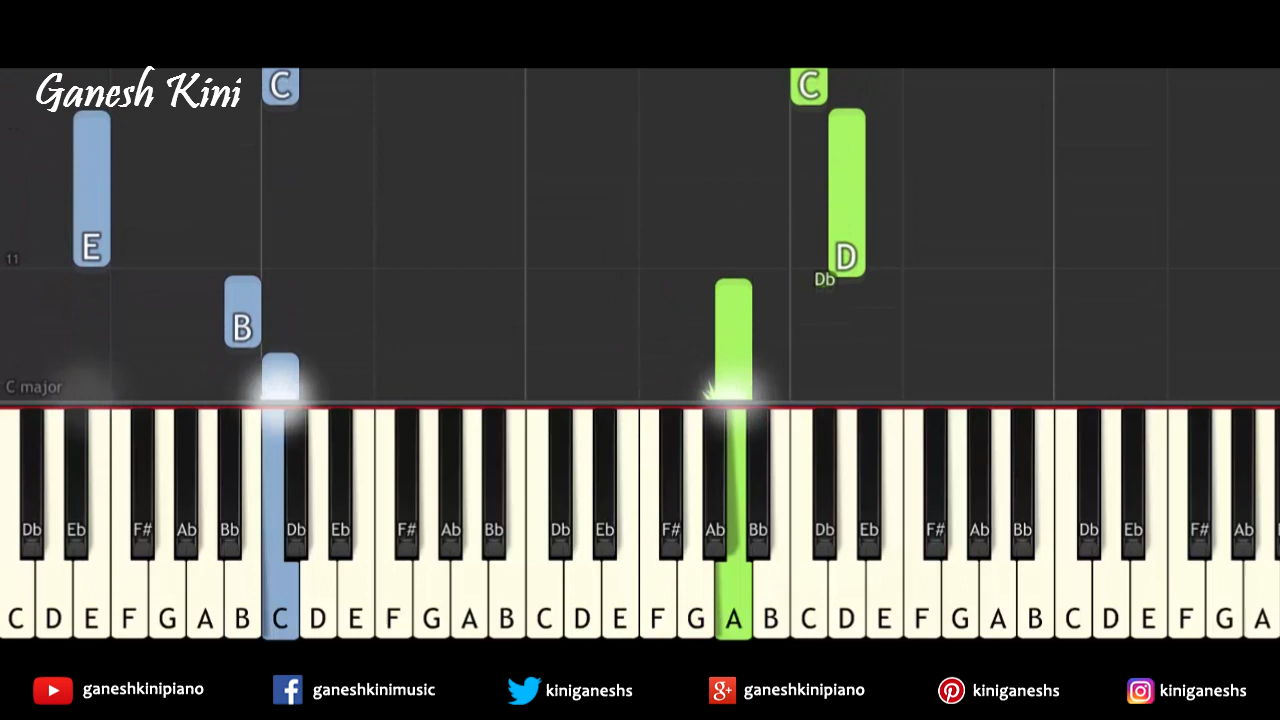 Ganesh Kini
C
C
E
D
11
Db
B
C major
Db Eb F# Ab Bb Db Eb F# Ab Bb Db Eb F# Ab Bb Db Eb F# Ab Bb Db Eb F# Ab
C D E F G A B C D E F G A B C D E F G A B C D E F G A B C D E F G A
ganeshkinipiano ganeshkinimusic kiniganeshs g+ ganeshkinipiano kiniganeshs kiniganeshs